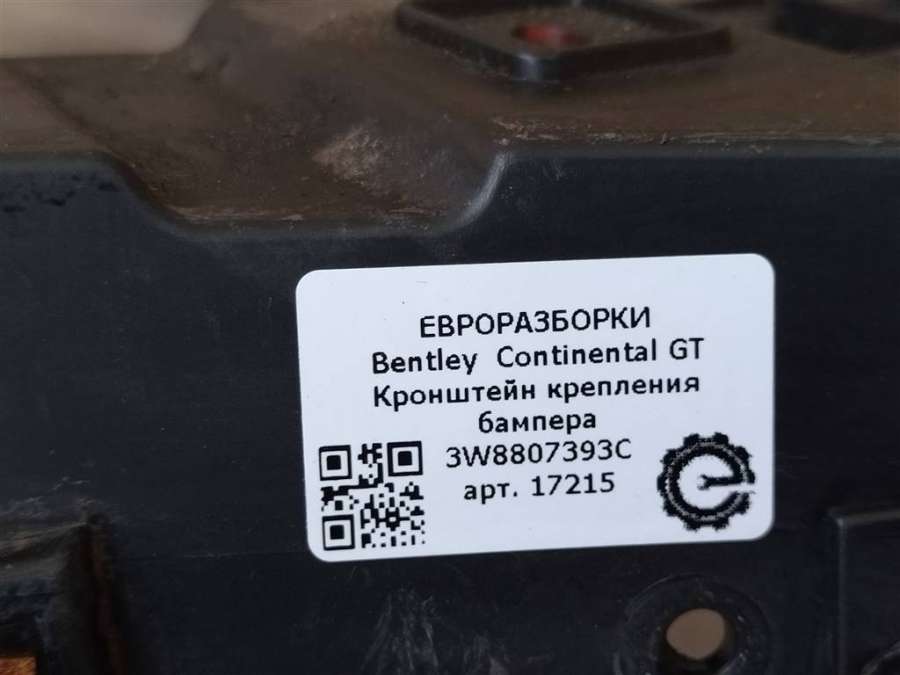 ЕВРОРАЗБОРКИ
Bentley Continental GT
Кронштейн крепления
бампера
3W8807393C
арт. 17215